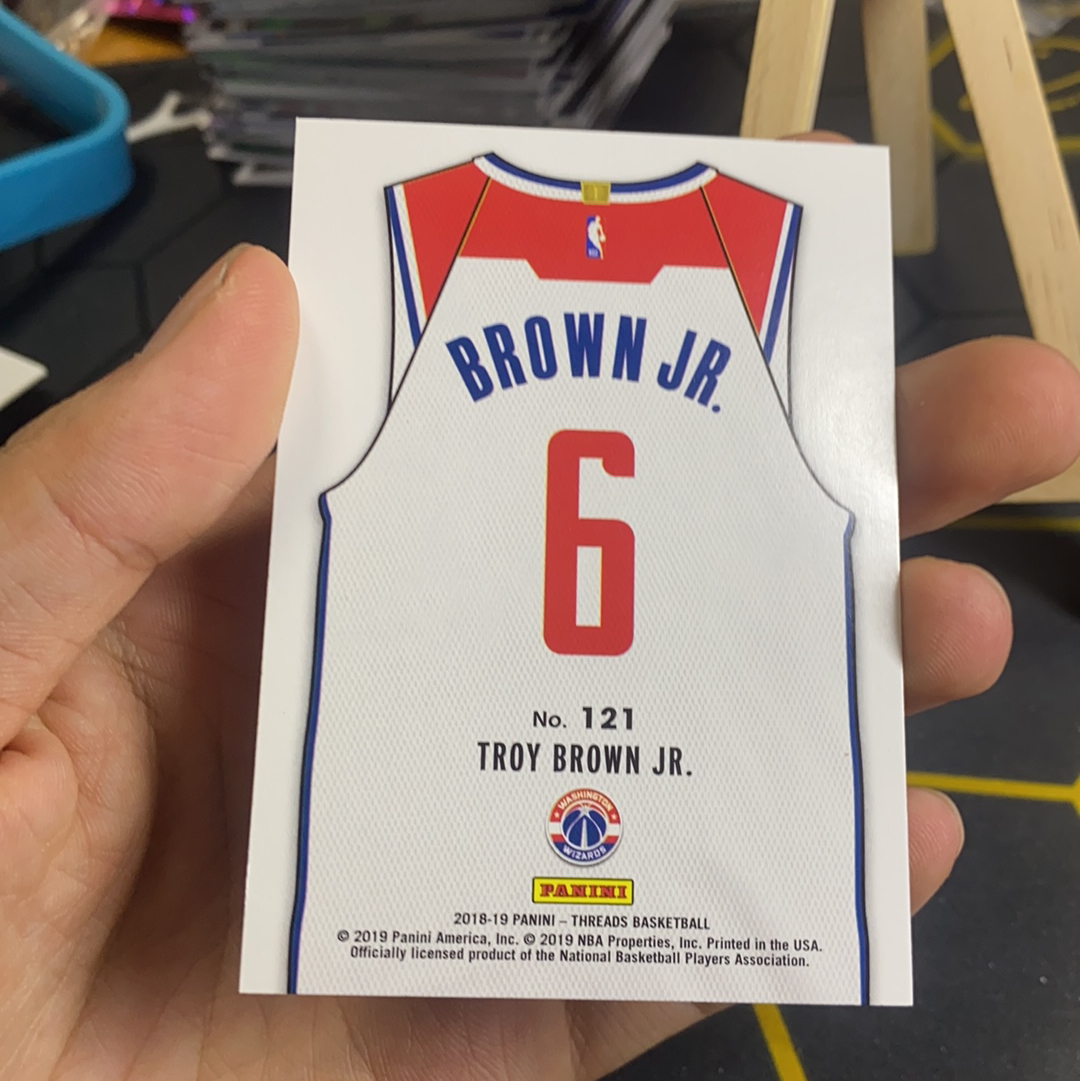 BROWN JR.
6
No. 121
TROY BROWN JR.
WASHINGTON
WIZARDS
PANINI
2018-19 PANINI – THREADS BASKETBALL
© 2019 Panini America, Inc. © 2019 NBA Properties, Inc. Printed in the USA.
Officially licensed product of the National Basketball Players Association.